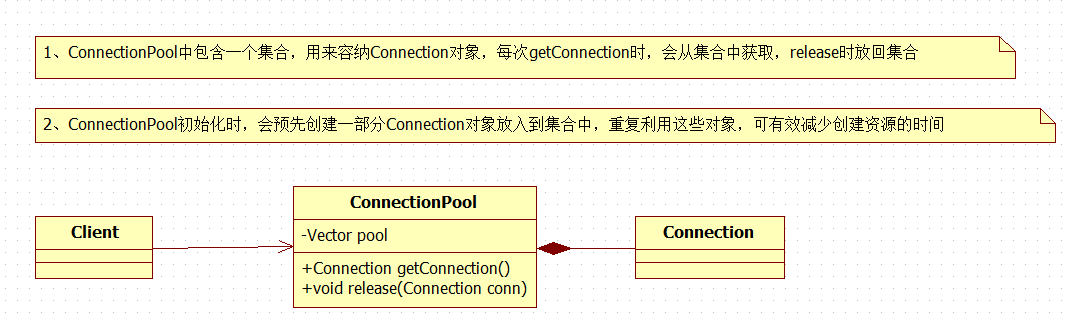 1、ConnectionPool中包含一个集合，用来容纳Connection对象，每次getConnection时，会从集合中获取，release时放回集合
2、ConnectionPool初始化时，会预先创建一部分Connection对象放入到集合中，重复利用这些对象，可有效减少创建资源的时间
Client
ConnectionPool
-Vector pool
+Connection getConnection()
+void release(Connection conn)
Connection